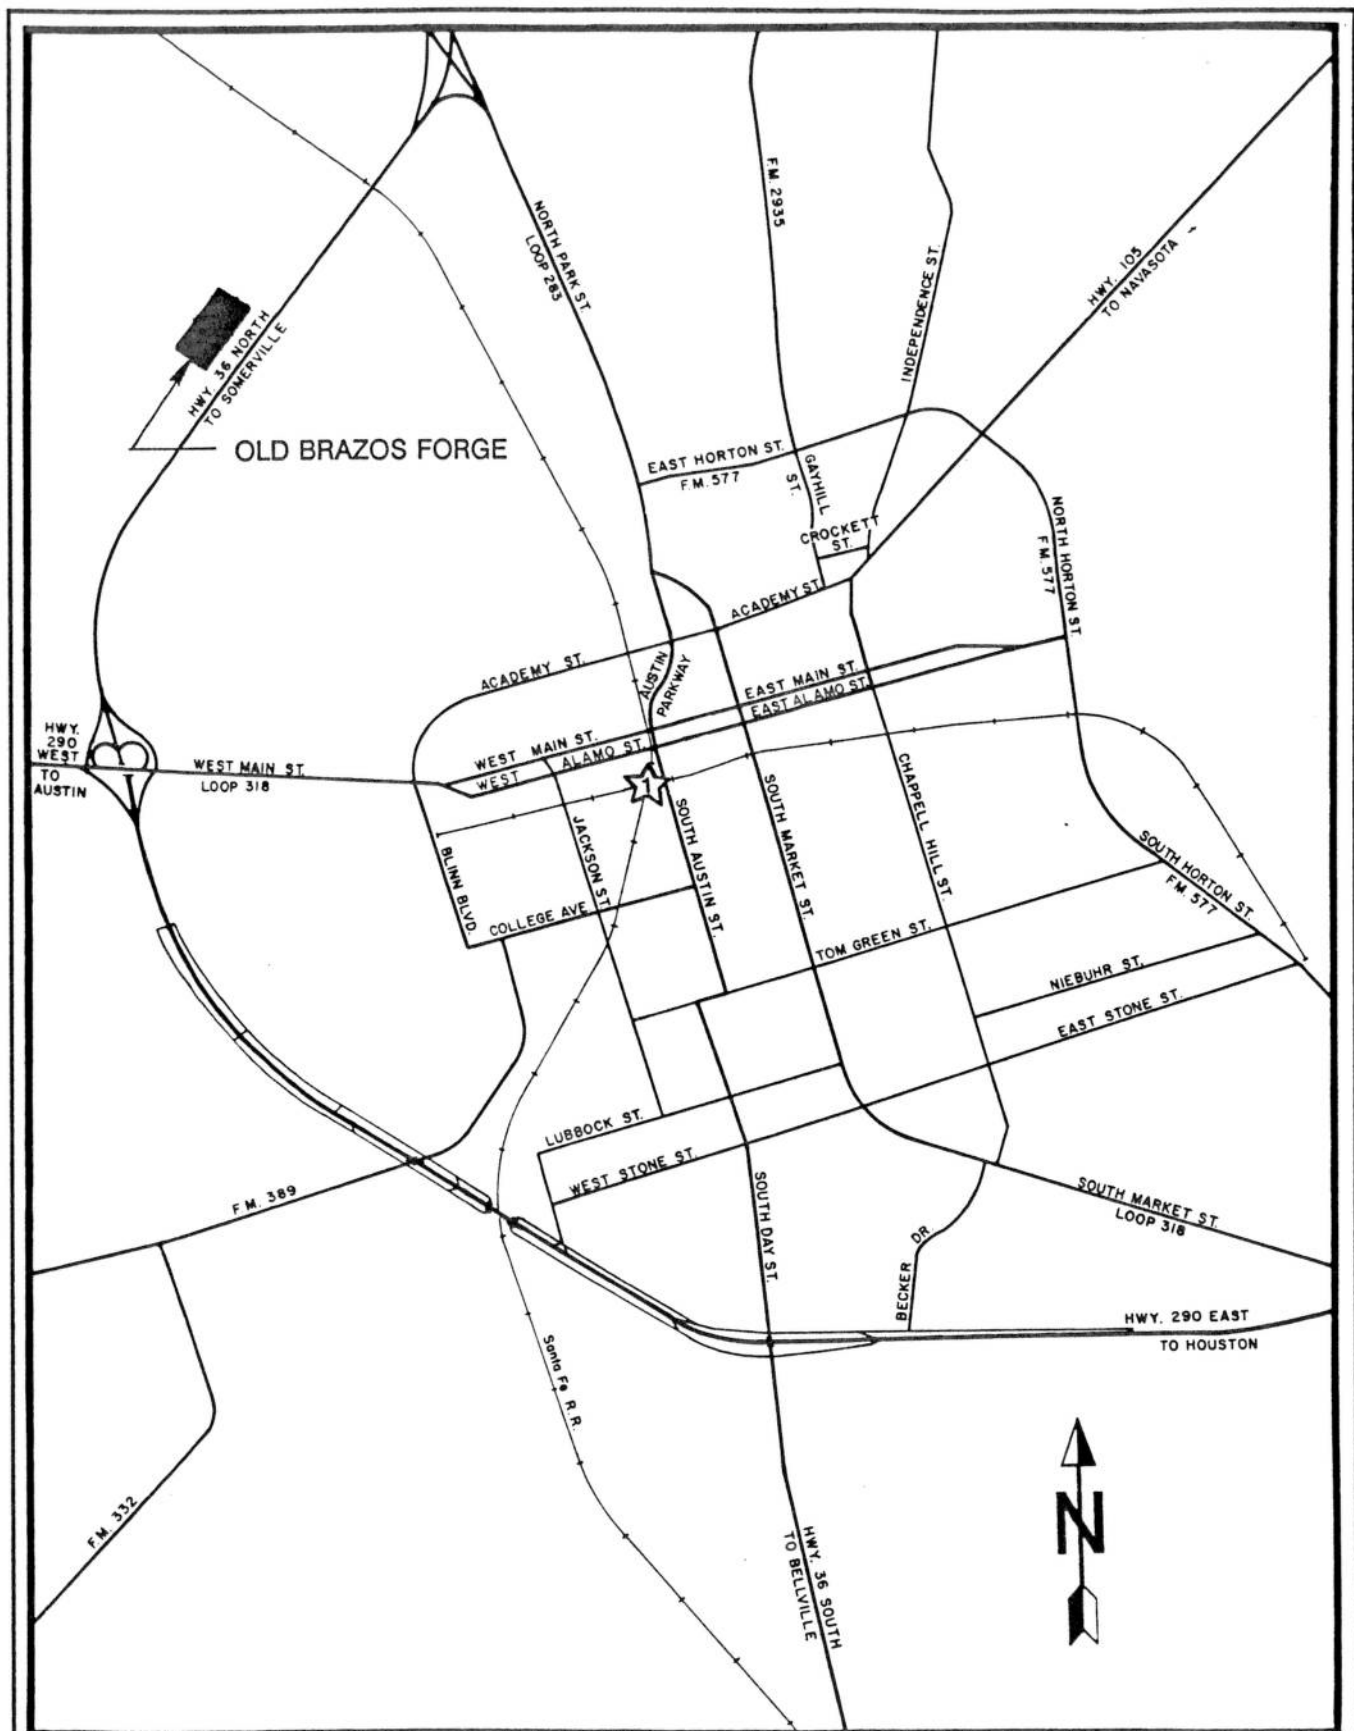 NORTH PARK ST.
LOOP 283
F.M. 2935
INDEPENDENCE ST.
HWY. 105
TO NAVASOTA
HWY. 36 NORTH
TO SOMERVILLE
OLD BRAZOS FORGE
EAST HORTON ST.
F.M. 577
GAYHILL
ST.
CROCKETT
ST.
NORTH HORTON ST.
F.M. 577
ACADEMY ST.
ACADEMY ST.
AUSTIN
PARKWAY
EAST MAIN ST.
EAST ALAMO ST.
HWY.
290
WEST
TO
AUSTIN
WEST MAIN ST.
LOOP 318
WEST MAIN ST.
WEST ALAMO ST.
1
BLINN BLVD.
JACKSON ST.
SOUTH AUSTIN ST.
SOUTH MARKET ST.
CHAPPELL HILL ST.
SOUTH HORTON ST.
F.M. 577
COLLEGE AVE
TOM GREEN ST.
NIEBUHR ST.
EAST STONE ST.
LUBBOCK ST.
WEST STONE ST.
F.M. 389
SOUTH DAY ST.
BECKER DR
SOUTH MARKET ST.
LOOP 318
HWY. 290 EAST
TO HOUSTON
Santa Fe R.R.
F.M. 332
HWY. 36 SOUTH
TO BELLVILLE
N